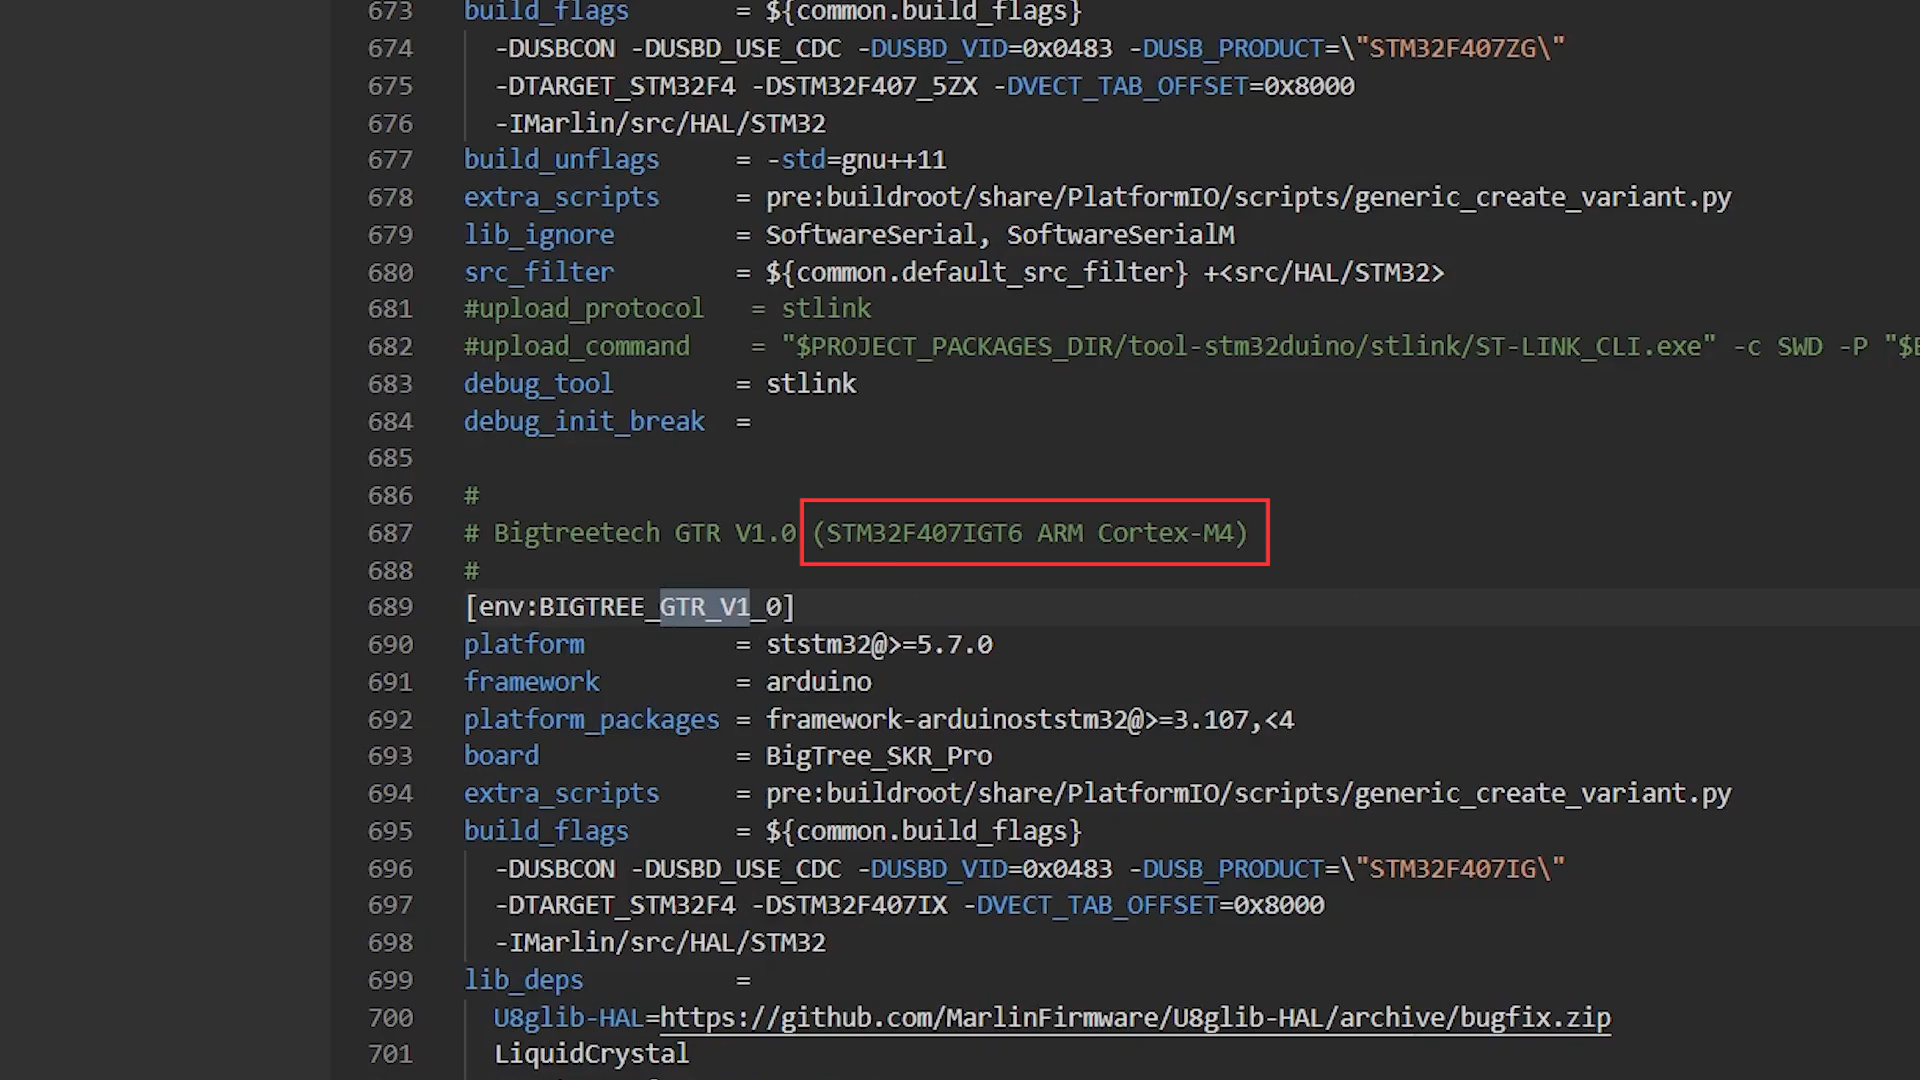 673 build_flags = ${common.build_flags}
674 -DUSBCON -DUSBD_USE_CDC -DUSBD_VID=0x0483 -DUSB_PRODUCT=\"STM32F407ZG\"
675 -DTARGET_STM32F4 -DSTM32F407_5ZX -DVECT_TAB_OFFSET=0x8000
676 -IMarlin/src/HAL/STM32
677 build_unflags = -std=gnu++11
678 extra_scripts = pre:buildroot/share/PlatformIO/scripts/generic_create_variant.py
679 lib_ignore = SoftwareSerial, SoftwareSerialM
680 src_filter = ${common.default_src_filter} +<src/HAL/STM32>
681 #upload_protocol = stlink
682 #upload_command = "$PROJECT_PACKAGES_DIR/tool-stm32duino/stlink/ST-LINK_CLI.exe" -c SWD -P
683 debug_tool = stlink
684 debug_init_break =
685
686 #
687 # Bigtreetech GTR V1.0 (STM32F407IGT6 ARM Cortex-M4)
688 #
689 [env:BIGTREE_GTR_V1_0]
690 platform = ststm32@>=5.7.0
691 framework = arduino
692 platform_packages = framework-arduinoststm32@>=3.107,<4
693 board = BigTree_SKR_Pro
694 extra_scripts = pre:buildroot/share/PlatformIO/scripts/generic_create_variant.py
695 build_flags = ${common.build_flags}
696 -DUSBCON -DUSBD_USE_CDC -DUSBD_VID=0x0483 -DUSB_PRODUCT=\"STM32F407IG\"
697 -DTARGET_STM32F4 -DSTM32F407IX -DVECT_TAB_OFFSET=0x8000
698 -IMarlin/src/HAL/STM32
699 lib_deps =
700 U8glib-HAL=https://github.com/MarlinFirmware/U8glib-HAL/archive/bugfix.zip
701 LiquidCrystal